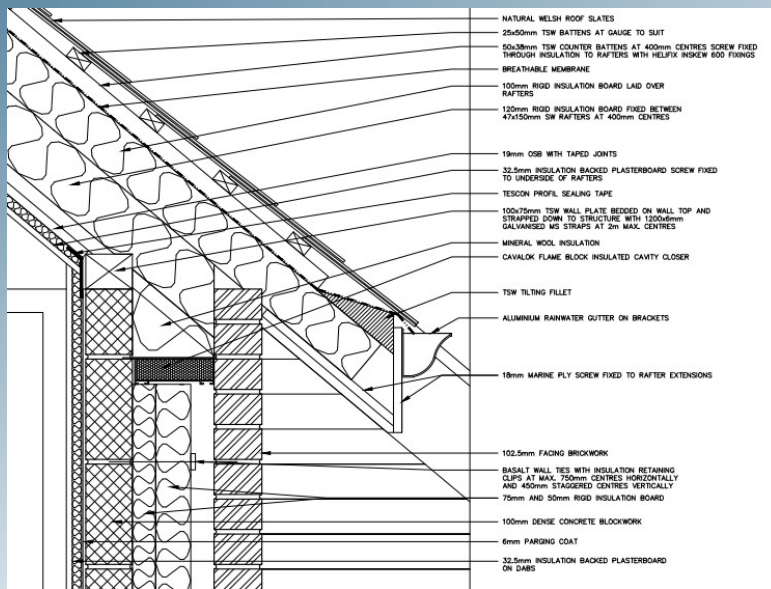 NATURAL WELSH ROOF SLATES
25x50mm TSW BATTENS AT GAUGE TO SUIT
50x38mm TSW COUNTER BATTENS AT 400mm CENTRES SCREW FIXED
THROUGH INSULATION TO RAFTERS WITH HELIFIX INSKEW 600 FIXINGS
BREATHABLE MEMBRANE
100mm RIGID INSULATION BOARD LAID OVER
RAFTERS
120mm RIGID INSULATION BOARD FIXED BETWEEN
47x150mm SW RAFTERS AT 400mm CENTRES
19mm OSB WITH TAPED JOINTS
32.5mm INSULATION BACKED PLASTERBOARD SCREW FIXED
TO UNDERSIDE OF RAFTERS
TESCON PROFIL SEALING TAPE
100x75mm TSW WALL PLATE BEDDED ON WALL TOP AND
STRAPPED DOWN TO STRUCTURE WITH 1200x6mm
GALVANISED MS STRAPS AT 2m MAX. CENTRES
MINERAL WOOL INSULATION
CAVALOK FLAME BLOCK INSULATED CAVITY CLOSER
TSW TILTING FILLET
ALUMINIUM RAINWATER GUTTER ON BRACKETS
18mm MARINE PLY SCREW FIXED TO RAFTER EXTENSIONS
102.5mm FACING BRICKWORK
BASALT WALL TIES WITH INSULATION RETAINING
CLIPS AT MAX. 750mm CENTRES HORIZONTALLY
AND 450mm STAGGERED CENTRES VERTICALLY
75mm AND 50mm RIGID INSULATION BOARD
100mm DENSE CONCRETE BLOCKWORK
6mm PARGING COAT
32.5mm INSULATION BACKED PLASTERBOARD
ON DABS